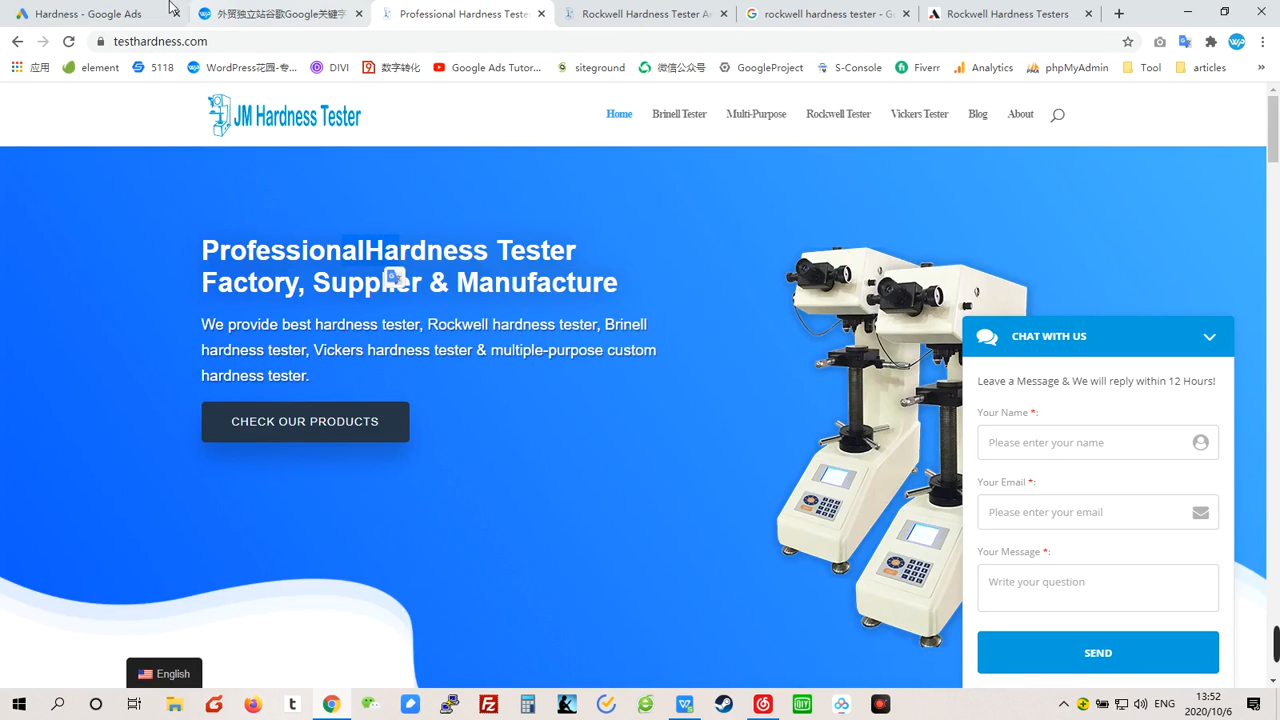 Hardness - Google Ads
外贸独立站谷歌Google关键字
Professional Hardness Teste
Rockwell Hardness Tester A
rockwell hardness tester - G
Rockwell Hardness Testers
testhardness.com
应用
element
5118
WordPress花园-专...
DIVI
数字转化
Google Ads Tutor...
siteground
微信公众号
GoogleProject
S-Console
Fiverr
Analytics
phpMyAdmin
Tool
articles
JM Hardness Tester
Home
Brinell Tester
Multi-Purpose
Rockwell Tester
Vickers Tester
Blog
About
ProfessionalHardness Tester
Factory, Supplier & Manufacture
We provide best hardness tester, Rockwell hardness tester, Brinell
hardness tester, Vickers hardness tester & multiple-purpose custom
hardness tester.
CHECK OUR PRODUCTS
CHAT WITH US
Leave a Message & We will reply within 12 Hours!
Your Name *:
Please enter your name
Your Email *:
Please enter your email
Your Message *:
Write your question
SEND
English
ENG
13:52
2020/10/6